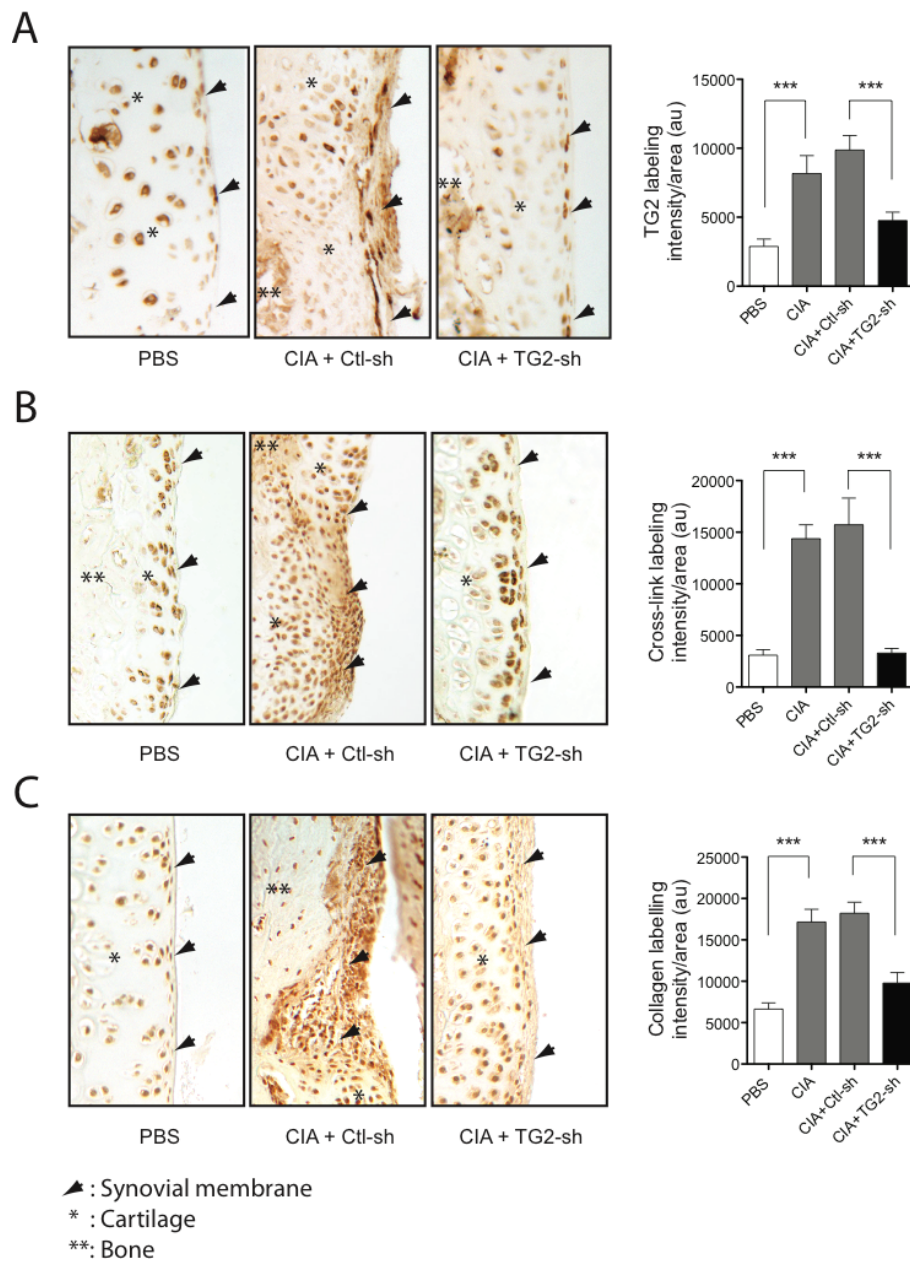 A
* * * ** ** *
PBS CIA + Ctl-sh CIA + TG2-sh
TG2 labeling
intensity/area (au)
15000
10000
5000
0
*** ***
PBS CIA CIA+Ctl-sh CIA+TG2-sh
B
** * ** * * *
PBS CIA + Ctl-sh CIA + TG2-sh
Cross-link labeling
intensity/area (au)
20000
15000
10000
5000
0
*** ***
PBS CIA CIA+Ctl-sh CIA+TG2-sh
C
* ** * *
PBS CIA + Ctl-sh CIA + TG2-sh
Collagen labelling
intensity/area (au)
25000
20000
15000
10000
5000
0
*** ***
PBS CIA CIA+Ctl-sh CIA+TG2-sh
: Synovial membrane
* : Cartilage
**: Bone